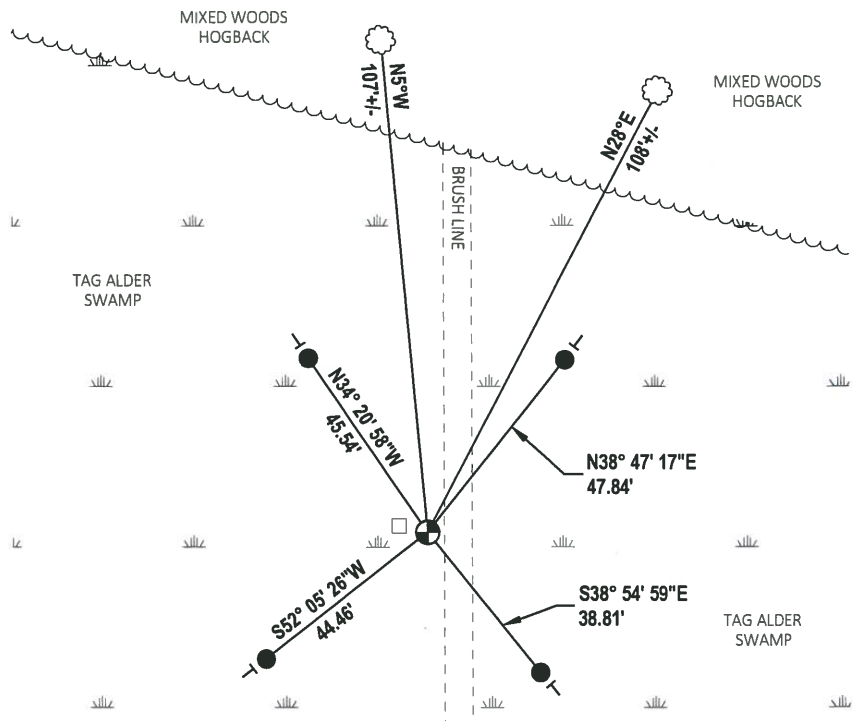 MIXED WOODS
HOGBACK
N5°W
107'+/-
N28°E
108'+/-
MIXED WOODS
HOGBACK
BRUSH LINE
TAG ALDER
SWAMP
N34° 20' 58"W
45.54'
N38° 47' 17"E
47.84'
S52° 05' 26"W
44.46'
S38° 54' 59"E
38.81'
TAG ALDER
SWAMP